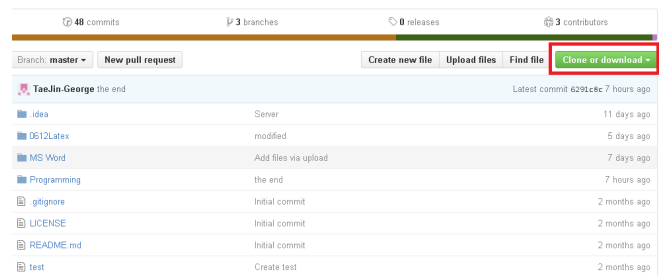 48 commits 3 branches 0 releases 3 contributors
Branch: master New pull request Create new file Upload files Find file Clone or download
TaeJin-George the end Latest commit 6291c8c 7 hours ago
.idea Server 11 days ago
0612Latex modified 5 days ago
MS Word Add files via upload 7 days ago
Programming the end 7 hours ago
.gitignore Initial commit 2 months ago
LICENSE Initial commit 2 months ago
README.md Initial commit 2 months ago
test Create test 2 months ago